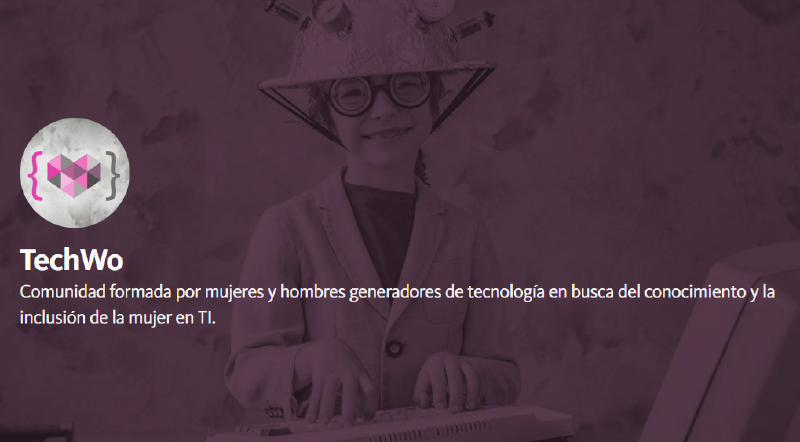 TechWo
Comunidad formada por mujeres y hombres generadores de tecnología en busca del conocimiento y la
inclusión de la mujer en TI.